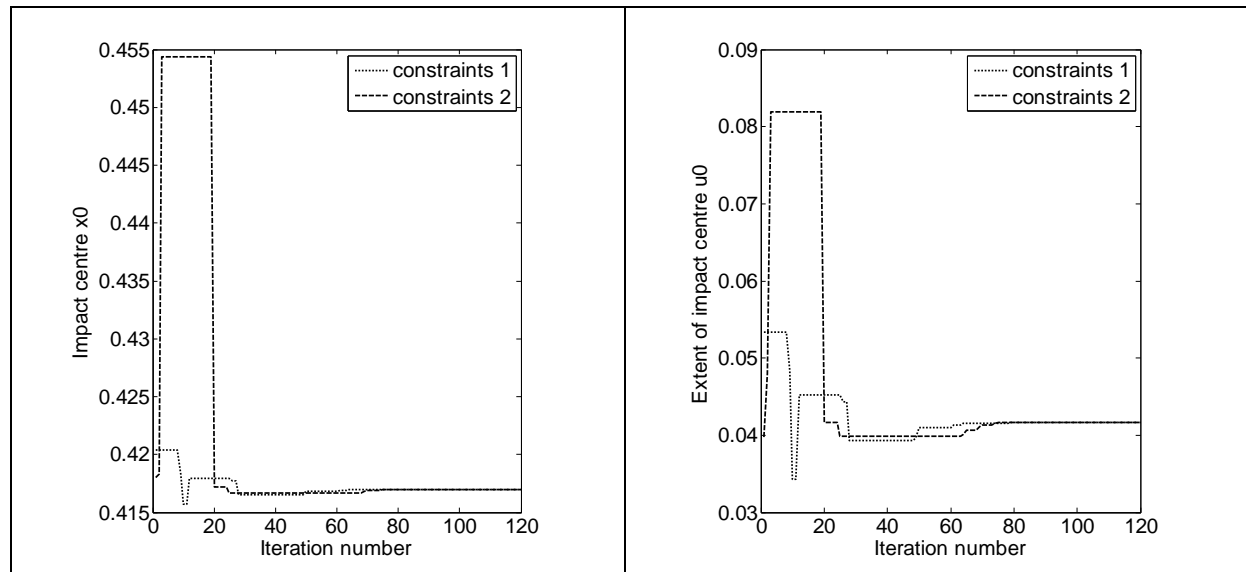 0.455
0.45
0.445
0.44
0.435
0.43
0.425
0.42
0.415
0 20 40 60 80 100 120
Impact centre x0
Iteration number
constraints 1
constraints 2
0.09
0.08
0.07
0.06
0.05
0.04
0.03
0 20 40 60 80 100 120
Extent of impact centre u0
Iteration number
constraints 1
constraints 2